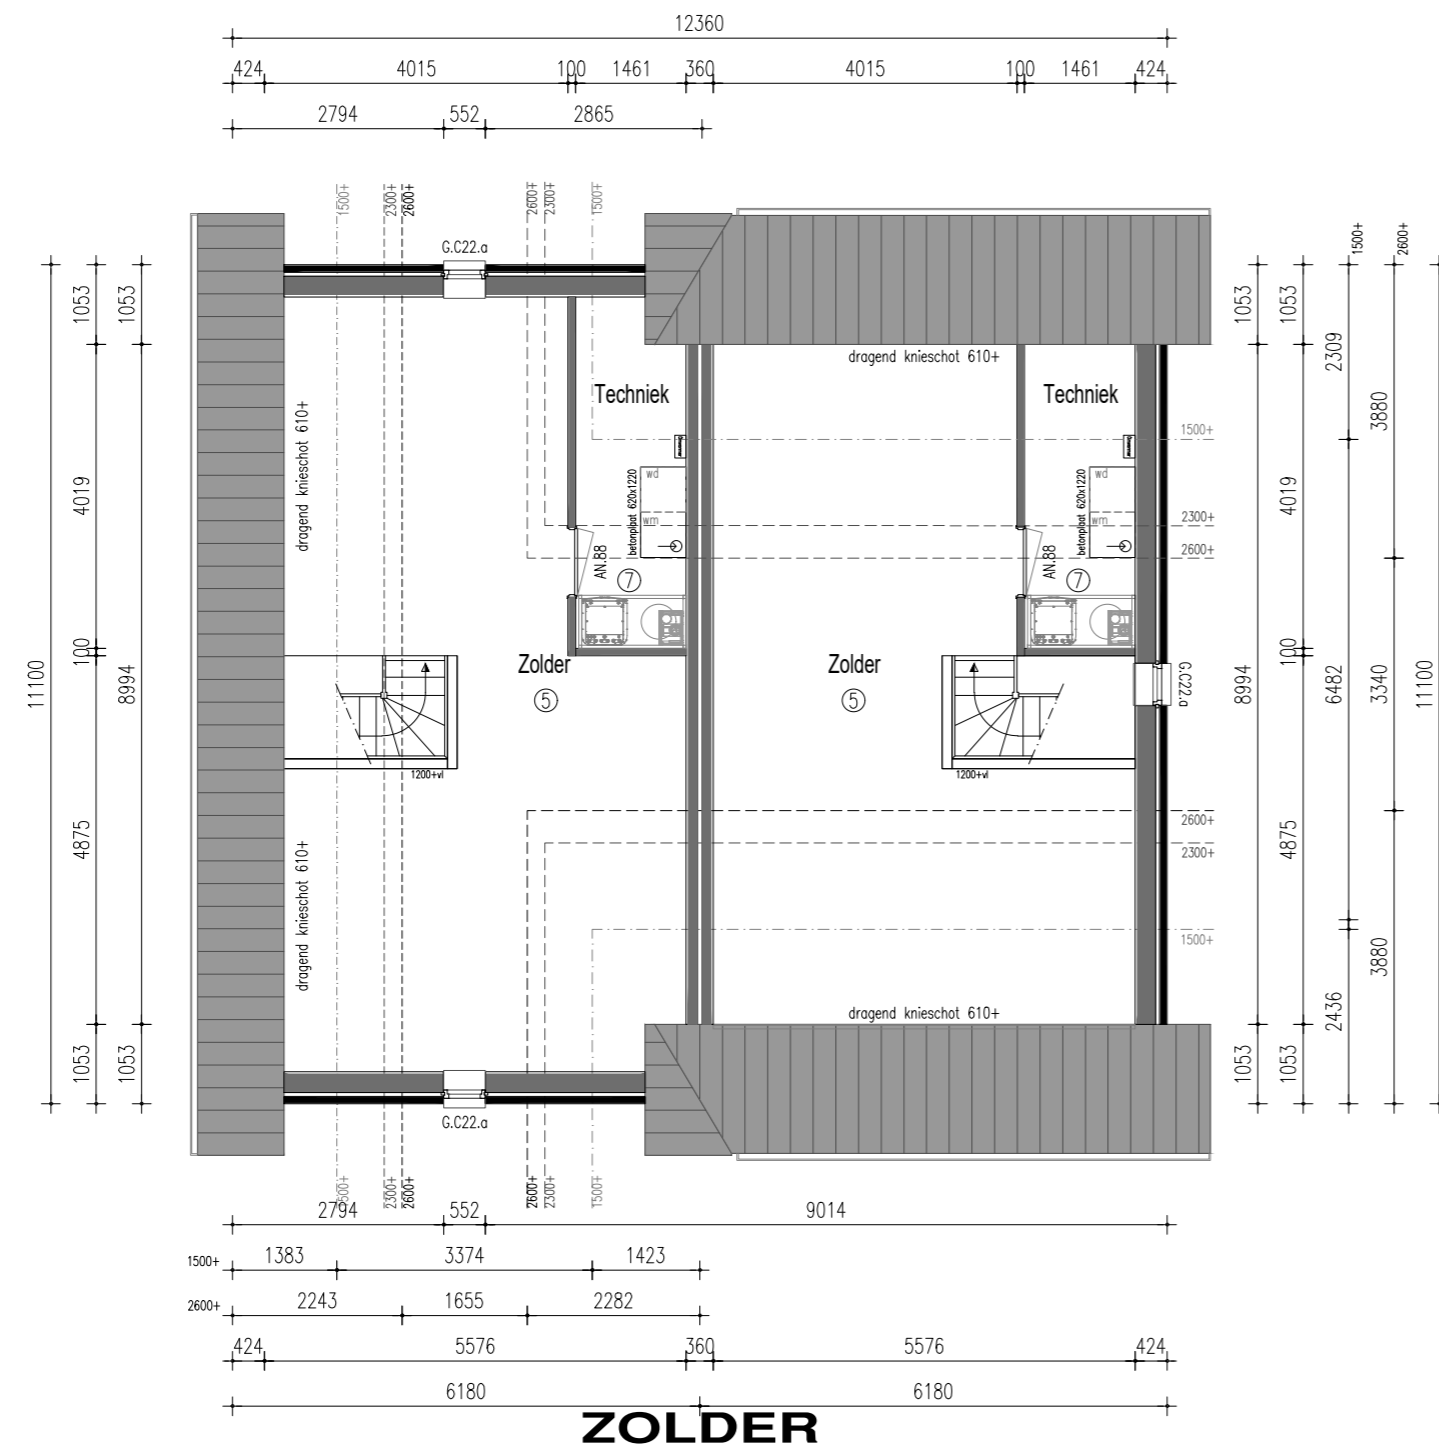 12360
424 4015 100 1461 360 4015 100 1461 424
2794 552 2865
1500+ 2300+ 2600+ 2600+ 2300+ 1500+
G.C22.a
1500+ 2600+
1053 1053 1053 1053
2309
dragend knieschot 610+
dragend knieschot 610+
Techniek Techniek
3880
1500+
4019 4019
wd wd
betonplaat 620x1220 betonplaat 620x1220
wm wm
2300+
2600+
AN.88 AN.88
7 7
100 100
Zolder Zolder
5 5
G.C22.a
11100 8994 8994 6482 3340 11100
1200+vl 1200+vl
2600+
2300+
4875 4875
dragend knieschot 610+
1500+
3880
2436
dragend knieschot 610+
1053 1053 1053 1053
G.C22.a
1500+ 2300+ 2600+ 2600+ 2300+ 1500+
2794 552 9014
1500+ 1383 3374 1423
2600+ 2243 1655 2282
424 5576 360 5576 424
6180 6180
ZOLDER